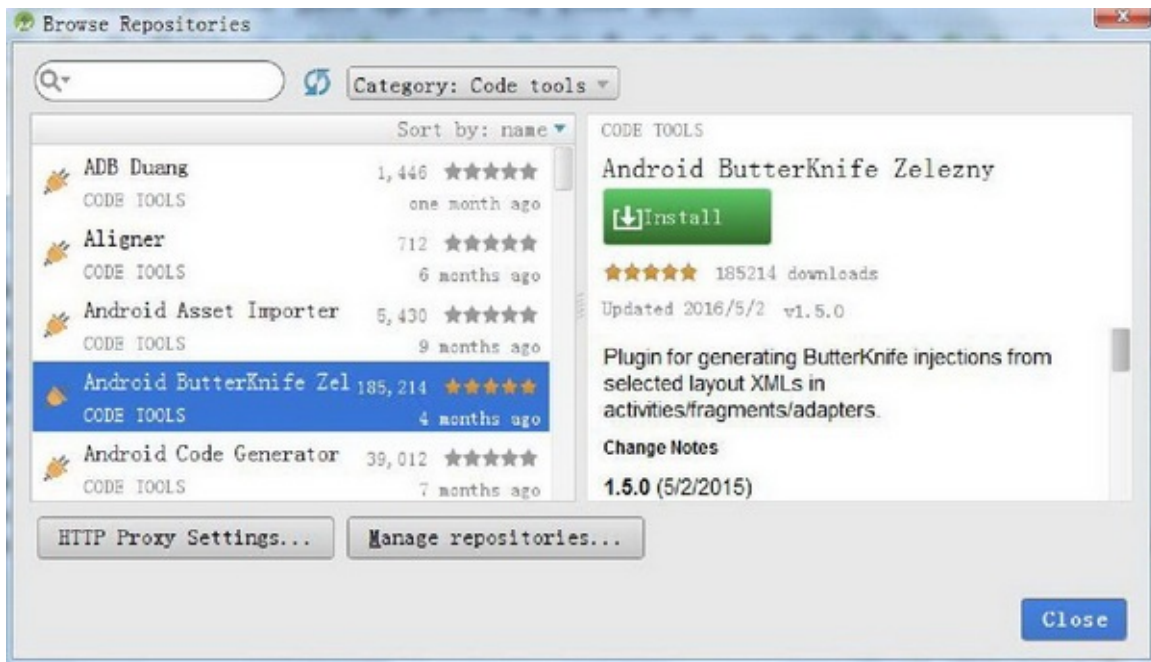 Browse Repositories
Category: Code tools
Sort by: name
ADB Duang
1,446
CODE TOOLS
one month ago
Aligner
712
CODE TOOLS
6 months ago
Android Asset Importer
5,430
CODE TOOLS
9 months ago
Android ButterKnife Zel
185,214
CODE TOOLS
4 months ago
Android Code Generator
39,012
CODE TOOLS
7 months ago
CODE TOOLS
Android ButterKnife Zelezny
Install
185214 downloads
Updated 2016/5/2 v1.5.0
Plugin for generating ButterKnife injections from
selected layout XMLs in
activities/fragments/adapters.
Change Notes
1.5.0 (5/2/2015)
HTTP Proxy Settings...
Manage repositories...
Close